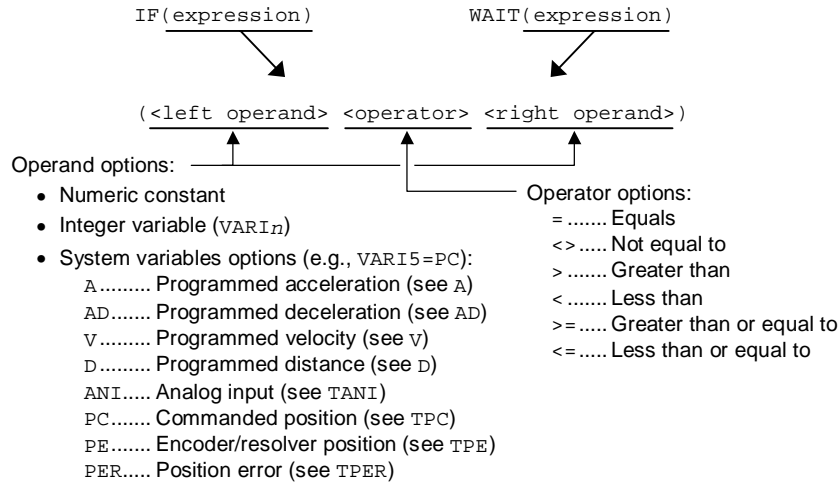 IF(expression) WAIT(expression)
(<left operand> <operator> <right operand>)
Operand options:
• Numeric constant
• Integer variable (VARIn)
• System variables options (e.g., VARI5=PC):
A......... Programmed acceleration (see A)
AD......... Programmed deceleration (see AD)
V......... Programmed velocity (see V)
D......... Programmed distance (see D)
ANI..... Analog input (see TANI)
PC...... Commanded position (see TPC)
PE...... Encoder/resolver position (see TPE)
PER..... Position error (see TPER)
Operator options:
= ....... Equals
<> ..... Not equal to
> ....... Greater than
< ....... Less than
>= ..... Greater than or equal to
<= ..... Less than or equal to